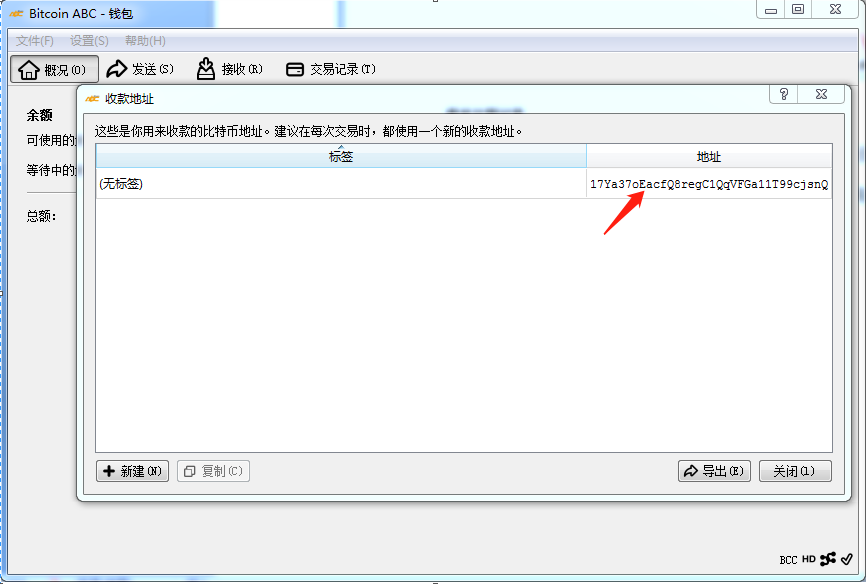 Bitcoin ABC - 钱包
文件(F) 设置(S) 帮助(H)
概况(O) 发送(S) 接收(R) 交易记录(T)
收款地址
余额
可使用的
等待中的
总额:
这些是你用来收款的比特币地址。建议在每次交易时，都使用一个新的收款地址。
标签 地址
(无标签) 17Ya37oEacfQ8regC1QqVFGa11T99cjsnQ
新建(N) 复制(C) 导出(E) 关闭(l)
BCC HD